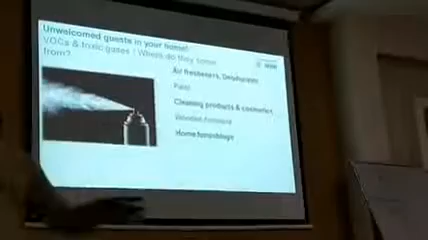 Unwelcomed guests in your home!
VOCs & toxic gases : Where do they come
from?
Air fresheners, Deodorants
Paint
Cleaning products & cosmetics
Wooden
Home furnishings